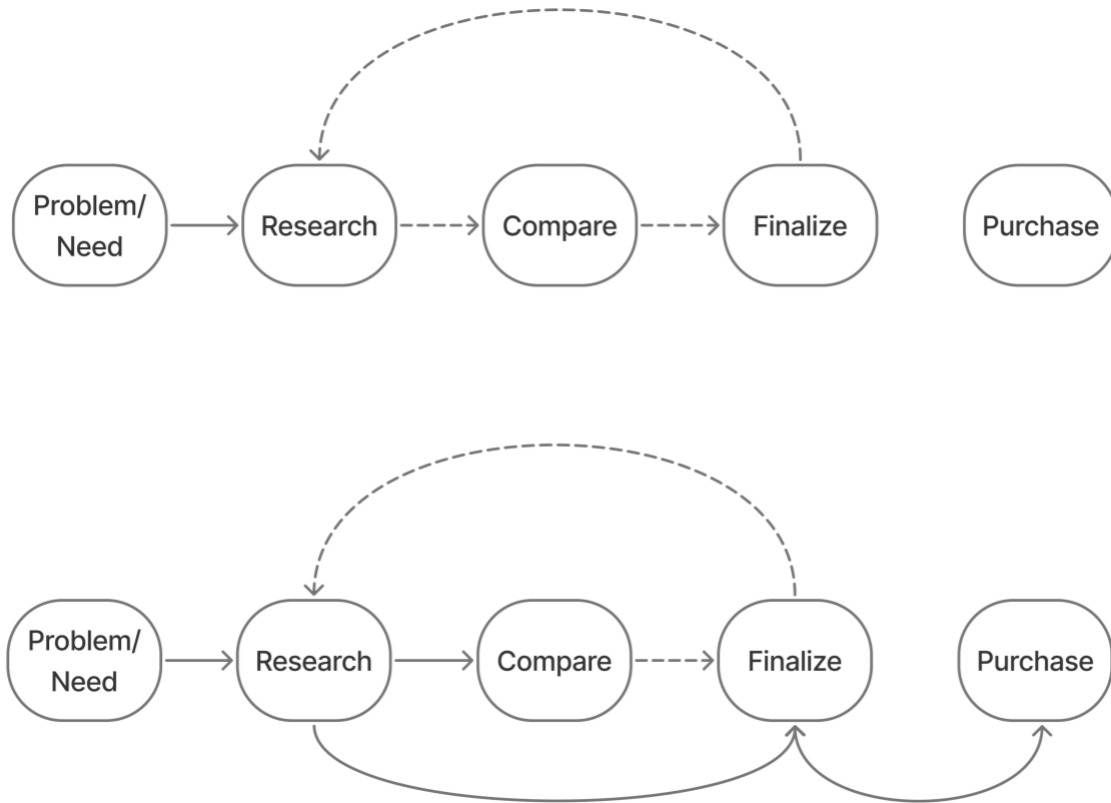 Problem/
Need
Research
Compare
Finalize
Purchase
Problem/
Need
Research
Compare
Finalize
Purchase